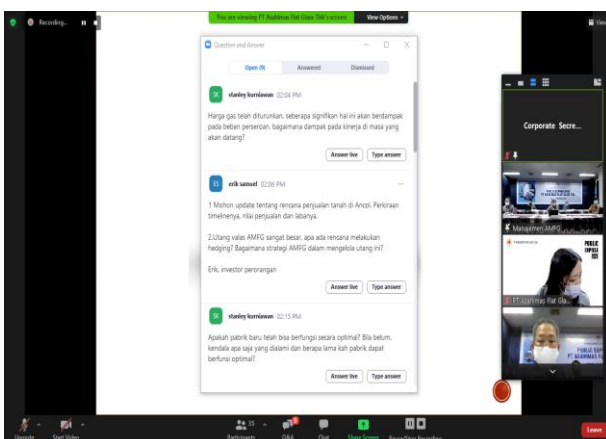 Recording...
You are viewing PT Asahimas Flat Glass Tbk's screen
View Options
View
Question and Answer
Open (9)
Answered
Dismissed
SK
stanley kurniawan 02:04 PM
Harga gas telah diturunkan, seberapa signifikan hal ini akan berdampak
pada beban perseroan, bagaimana dampak pada kinerja di masa yang
akan datang?
Answer live
Type answer
ES
erik samuel 02:06 PM
1 Mohon update tentang rencana penjualan tanah di Ancol. Perkiraan
timelinenya, nilai penjualan dan labanya.
2.Utang valas AMFG sangat besar, apa ada rencana melakukan
hedging? Bagaimana strategi AMFG dalam mengelola utang ini?
Erik, investor perorangan
Answer live
Type answer
SK
stanley kurniawan 02:15 PM
Apakah pabrik baru telah bisa berfungsi secara optimal? Bila belum,
kendala apa saja yang dialami dan berapa lama kah pabrik dapat
berfunsi optimal?
Answer live
Type answer
Corporate Secre...
Manajemen AMFG
PUBLIC
EXPOSE
PT Asahimas Flat Gla...
Unmute
Start Video
35
Participants
Q&A
Chat
Share Screen
Pause/Stop Recording
Leave